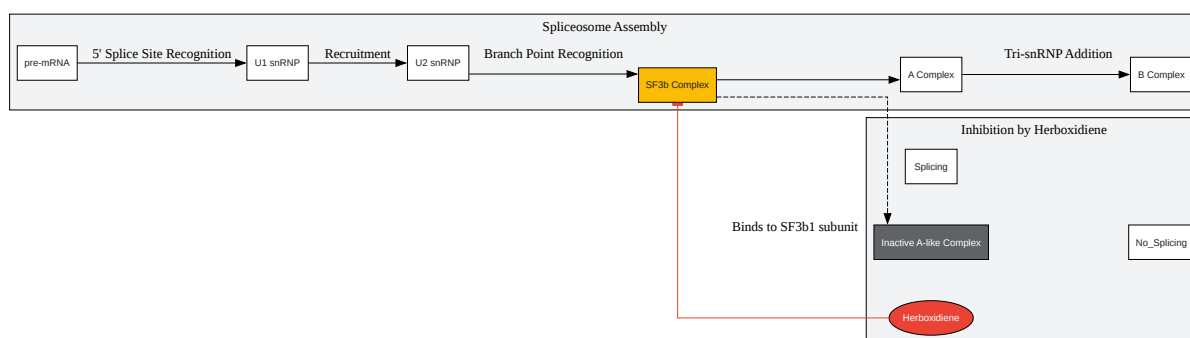 Spliceosome Assembly
pre-mRNA
5' Splice Site Recognition
U1 snRNP
Recruitment
U2 snRNP
Branch Point Recognition
SF3b Complex
A Complex
Tri-snRNP Addition
B Complex
Inhibition by Herboxidiene
Splicing
Binds to SF3b1 subunit
Inactive A-like Complex
No_Splicing
Herboxidiene